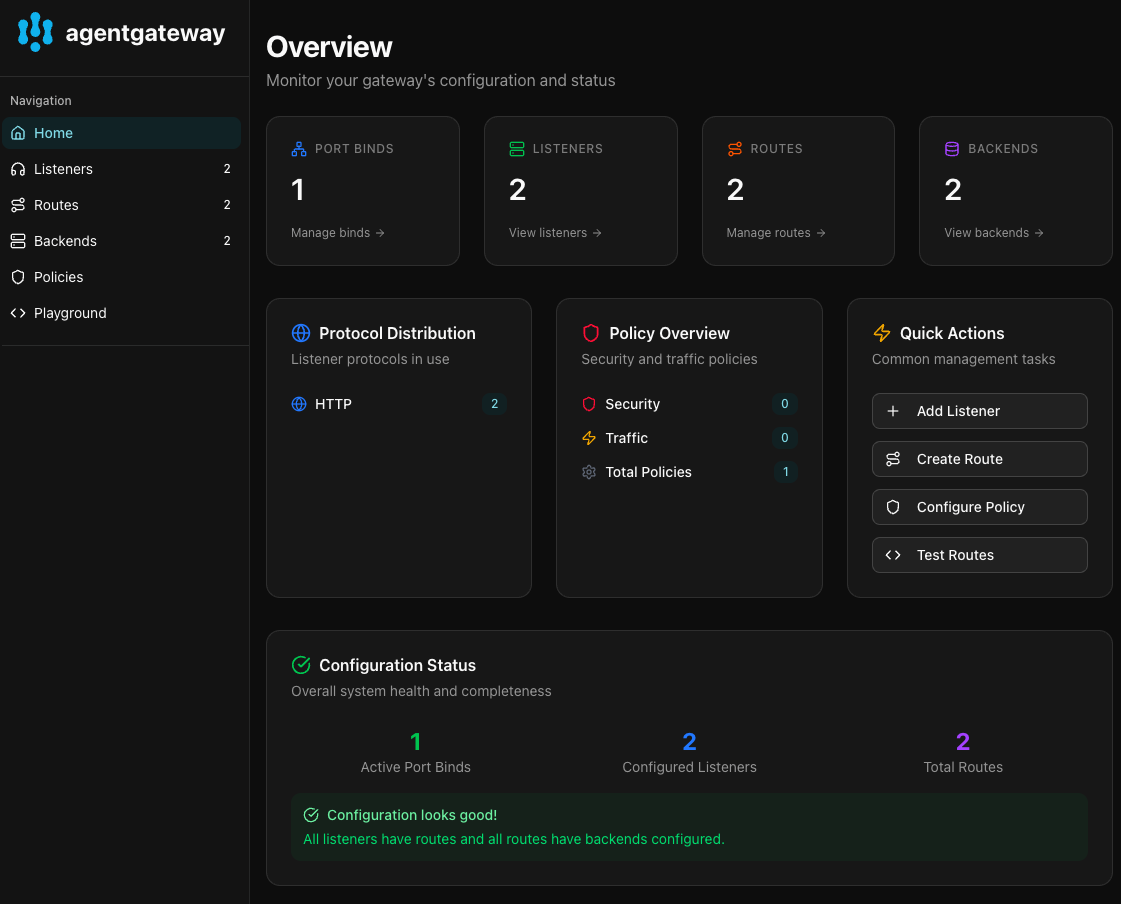 agentgateway
Navigation
Home
Listeners 2
Routes 2
Backends 2
Policies
Playground
Overview
Monitor your gateway's configuration and status
PORT BINDS
1
Manage binds →
LISTENERS
2
View listeners →
ROUTES
2
Manage routes →
BACKENDS
2
View backends →
Protocol Distribution
Listener protocols in use
HTTP 2
Policy Overview
Security and traffic policies
Security 0
Traffic 0
Total Policies 1
Quick Actions
Common management tasks
Add Listener
Create Route
Configure Policy
Test Routes
Configuration Status
Overall system health and completeness
1
Active Port Binds
2
Configured Listeners
2
Total Routes
Configuration looks good!
All listeners have routes and all routes have backends configured.